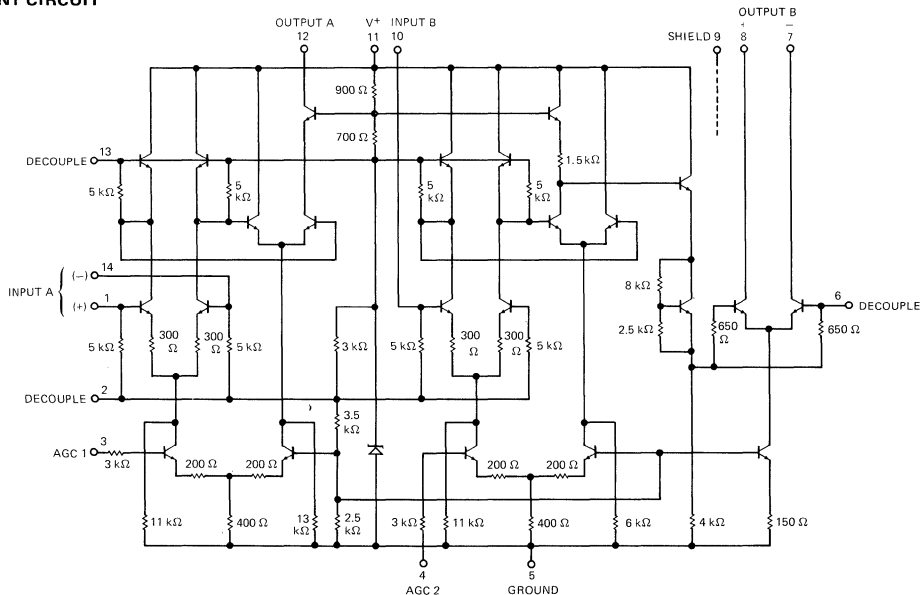 NT CIRCUIT
OUTPUT A
12
V+
11
INPUT B
10
SHIELD 9
OUTPUT B
+
8
−
7
900 Ω
700 Ω
DECOUPLE 13
5 kΩ
5 kΩ
5 kΩ
5 kΩ
1.5 kΩ
INPUT A
(−) 14
(+) 1
8 kΩ
2.5 kΩ
6 DECOUPLE
650 Ω
650 Ω
5 kΩ
300 Ω
300 Ω
5 kΩ
3 kΩ
5 kΩ
300 Ω
300 Ω
5 kΩ
DECOUPLE 2
3.5 kΩ
AGC 1 3
3 kΩ
200 Ω
200 Ω
200 Ω
200 Ω
11 kΩ
400 Ω
13 kΩ
2.5 kΩ
3 kΩ
11 kΩ
400 Ω
6 kΩ
4 kΩ
150 Ω
4
AGC 2
5
GROUND